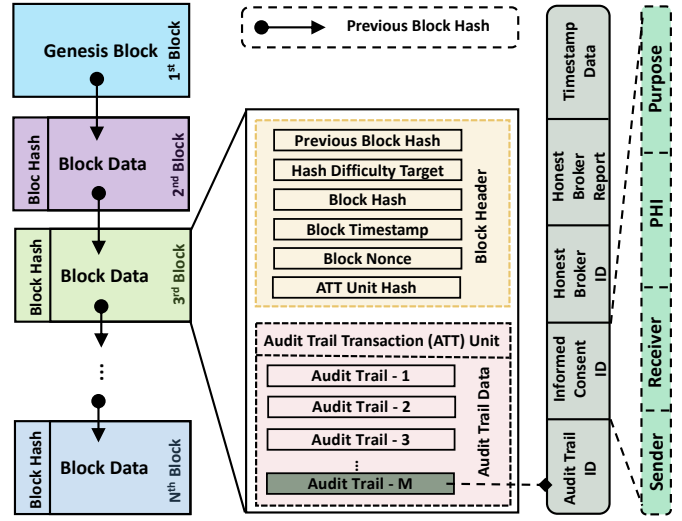 Genesis Block
1st Block
Previous Block Hash
Bloc Hash
Block Data
2nd Block
Block Hash
Block Data
3rd Block
...
Block Hash
Block Data
Nth Block
Previous Block Hash
Hash Difficulty Target
Block Hash
Block Timestamp
Block Nonce
ATT Unit Hash
Block Header
Audit Trail Transaction (ATT) Unit
Audit Trail - 1
Audit Trail - 2
Audit Trail - 3
...
Audit Trail - M
Audit Trail Data
Timestamp
Data
Honest Broker
Report
Honest Broker
ID
Informed
Consent
ID
Audit Trail
ID
Purpose
PHI
Receiver
Sender